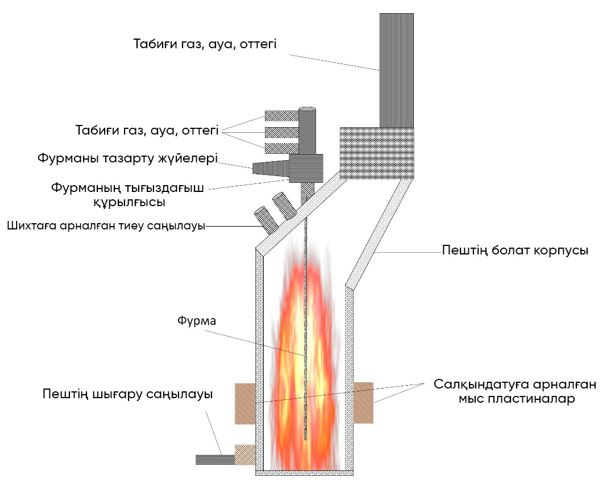 Табиғи газ, ауа, оттегі
Табиғи газ, ауа, оттегі
Фурманы тазарту жүйелері
Фурманың тығыздағыш
құрылғысы
Шихтаға арналған тиеу саңылауы
Пештің болат корпусы
Фурма
Пештің шығару саңылауы
Салқындатуға арналған
мыс пластиналар